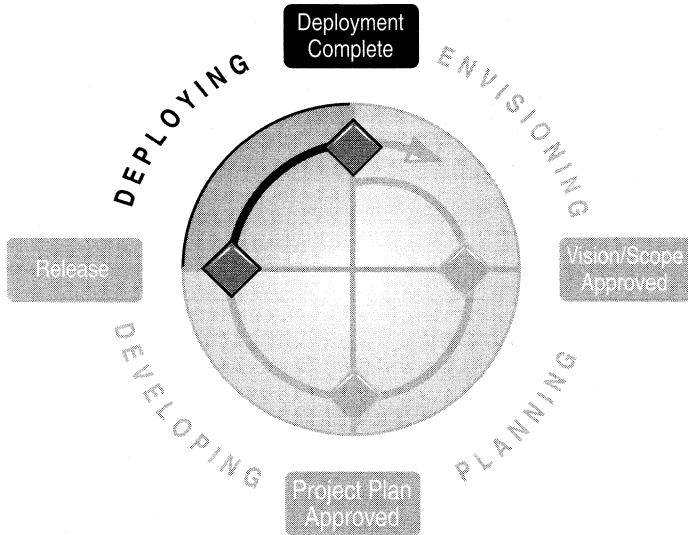 Deployment
Complete
DEPLOYING
ENVISIONING
Release
Vision/Scope
Approved
DEVELOPING
PLANNING
Project Plan
Approved